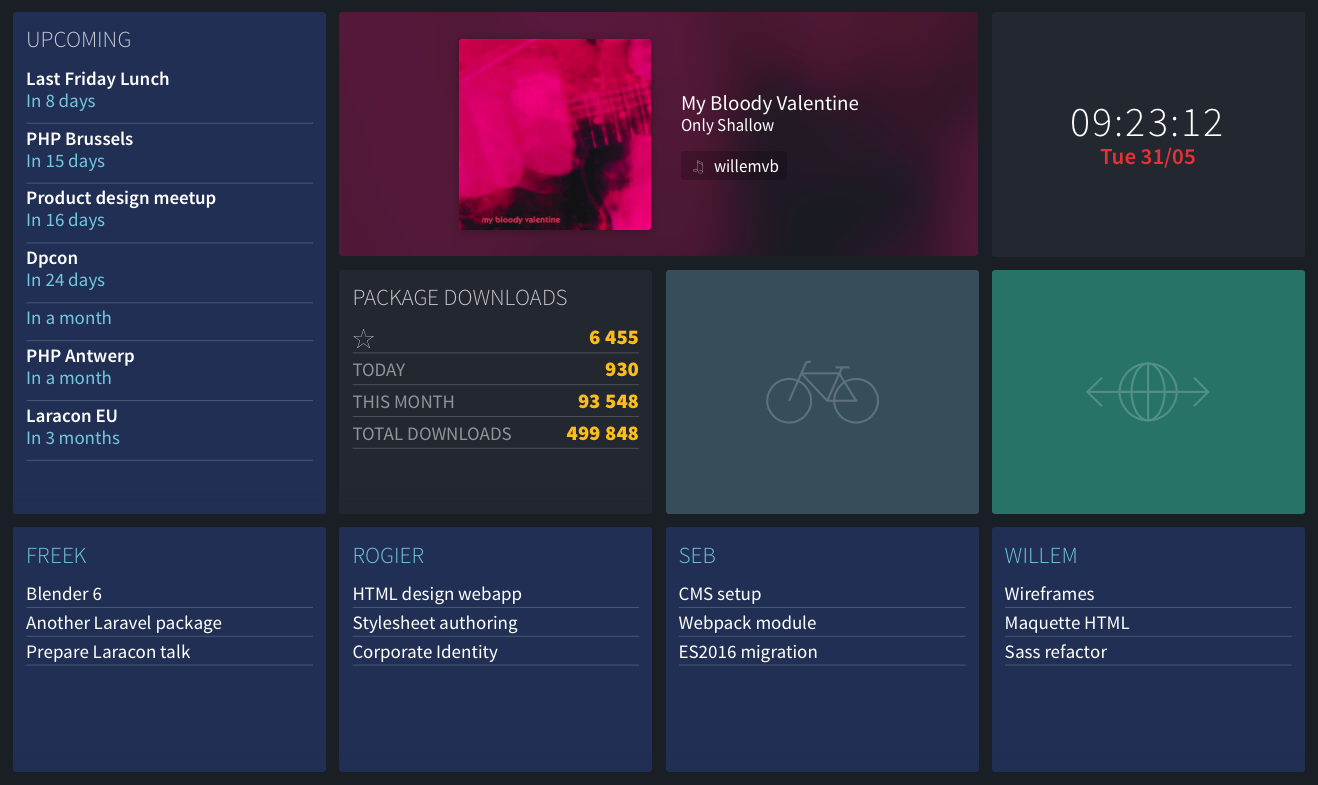 UPCOMING
Last Friday Lunch
In 8 days
PHP Brussels
In 15 days
Product design meetup
In 16 days
Dpcon
In 24 days
In a month
PHP Antwerp
In a month
Laracon EU
In 3 months
my bloody valentine
My Bloody Valentine
Only Shallow
willemvb
09:23:12
Tue 31/05
PACKAGE DOWNLOADS
6 455
TODAY 930
THIS MONTH 93 548
TOTAL DOWNLOADS 499 848
FREEK
Blender 6
Another Laravel package
Prepare Laracon talk
ROGIER
HTML design webapp
Stylesheet authoring
Corporate Identity
SEB
CMS setup
Webpack module
ES2016 migration
WILLEM
Wireframes
Maquette HTML
Sass refactor